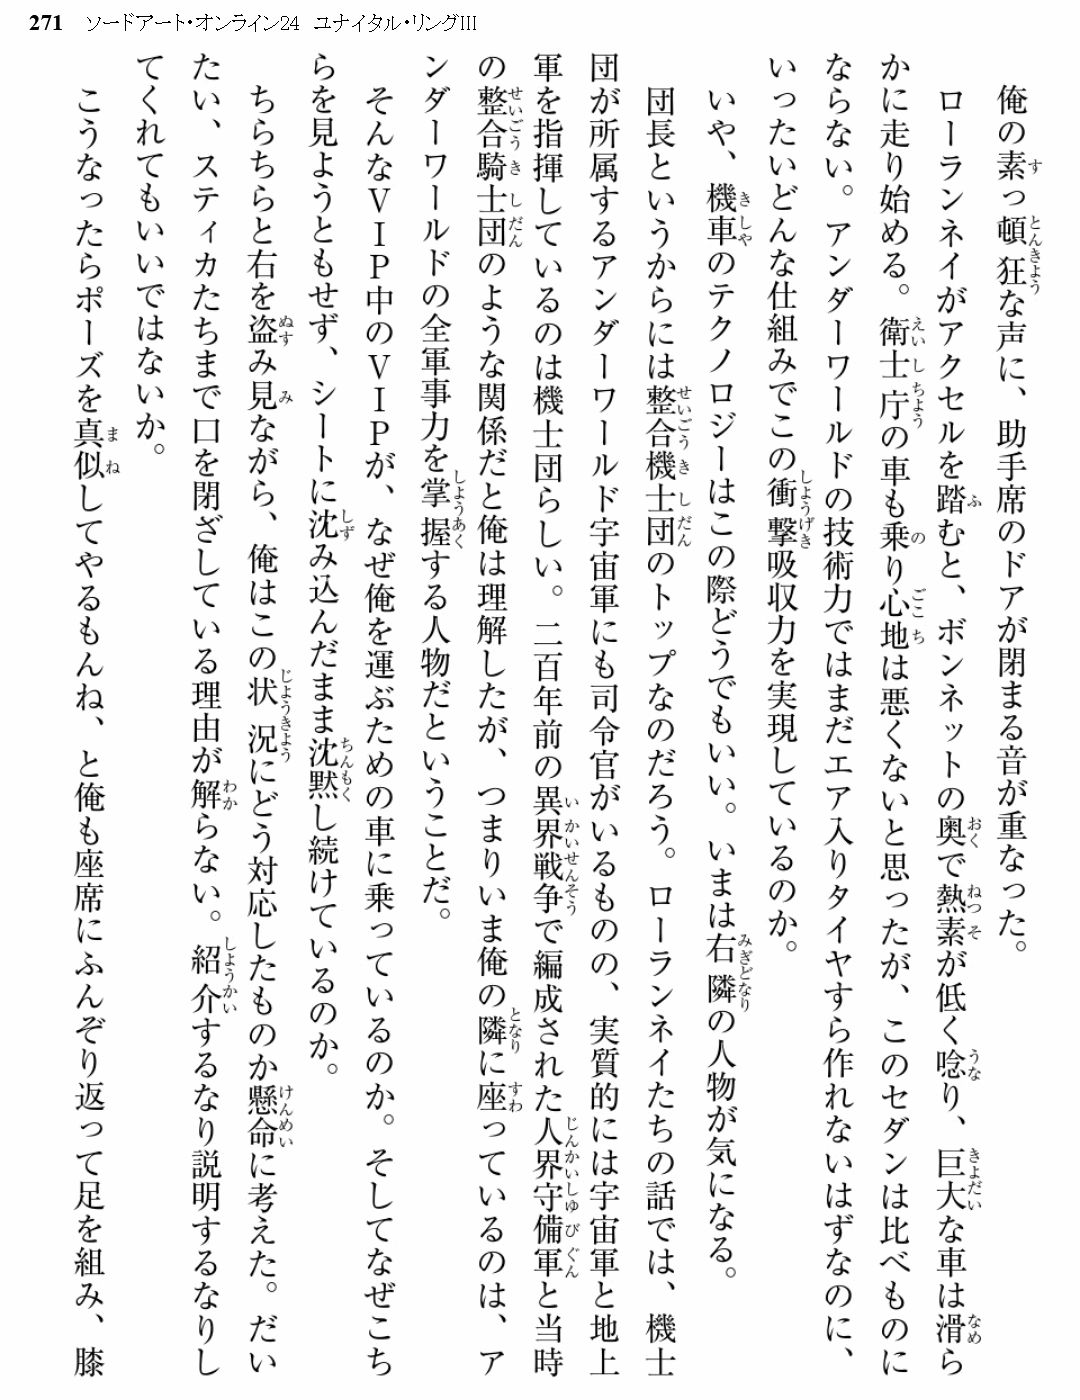 271　ソードアート・オンライン24　ユナイタル・リングⅢ
　俺の素っ頓狂な声に、助手席のドアが閉まる音が重なった。
　ローランネイがアクセルを踏むと、ボンネットの奥で熱素が低く唸り、巨大な車は滑ら
かに走り始める。衛士庁の車も乗り心地は悪くないと思ったが、このセダンは比べものに
ならない。アンダーワールドの技術力ではまだエア入りタイヤすら作れないはずなのに、
いったいどんな仕組みでこの衝撃吸収力を実現しているのか。
　いや、機車のテクノロジーはこの際どうでもいい。いまは右隣の人物が気になる。
　団長というからには整合機士団のトップなのだろう。ローランネイたちの話では、機士
団が所属するアンダーワールド宇宙軍にも司令官がいるものの、実質的には宇宙軍と地上
軍を指揮しているのは機士団らしい。二百年前の異界戦争で編成された人界守備軍と当時
の整合騎士団のような関係だと俺は理解したが、つまりいま俺の隣に座っているのは、ア
ンダーワールドの全軍事力を掌握する人物だということだ。
　そんなVIP中のVIPが、なぜ俺を運ぶための車に乗っているのか。そしてなぜこち
らを見ようともせず、シートに沈み込んだまま沈黙し続けているのか。
　ちらちらと右を盗み見ながら、俺はこの状況にどう対応したものか懸命に考えた。だい
たい、スティカたちまで口を閉ざしている理由が解らない。紹介するなり説明するなりし
てくれてもいいではないか。
　こうなったらポーズを真似してやるもんね、と俺も座席にふんぞり返って足を組み、膝